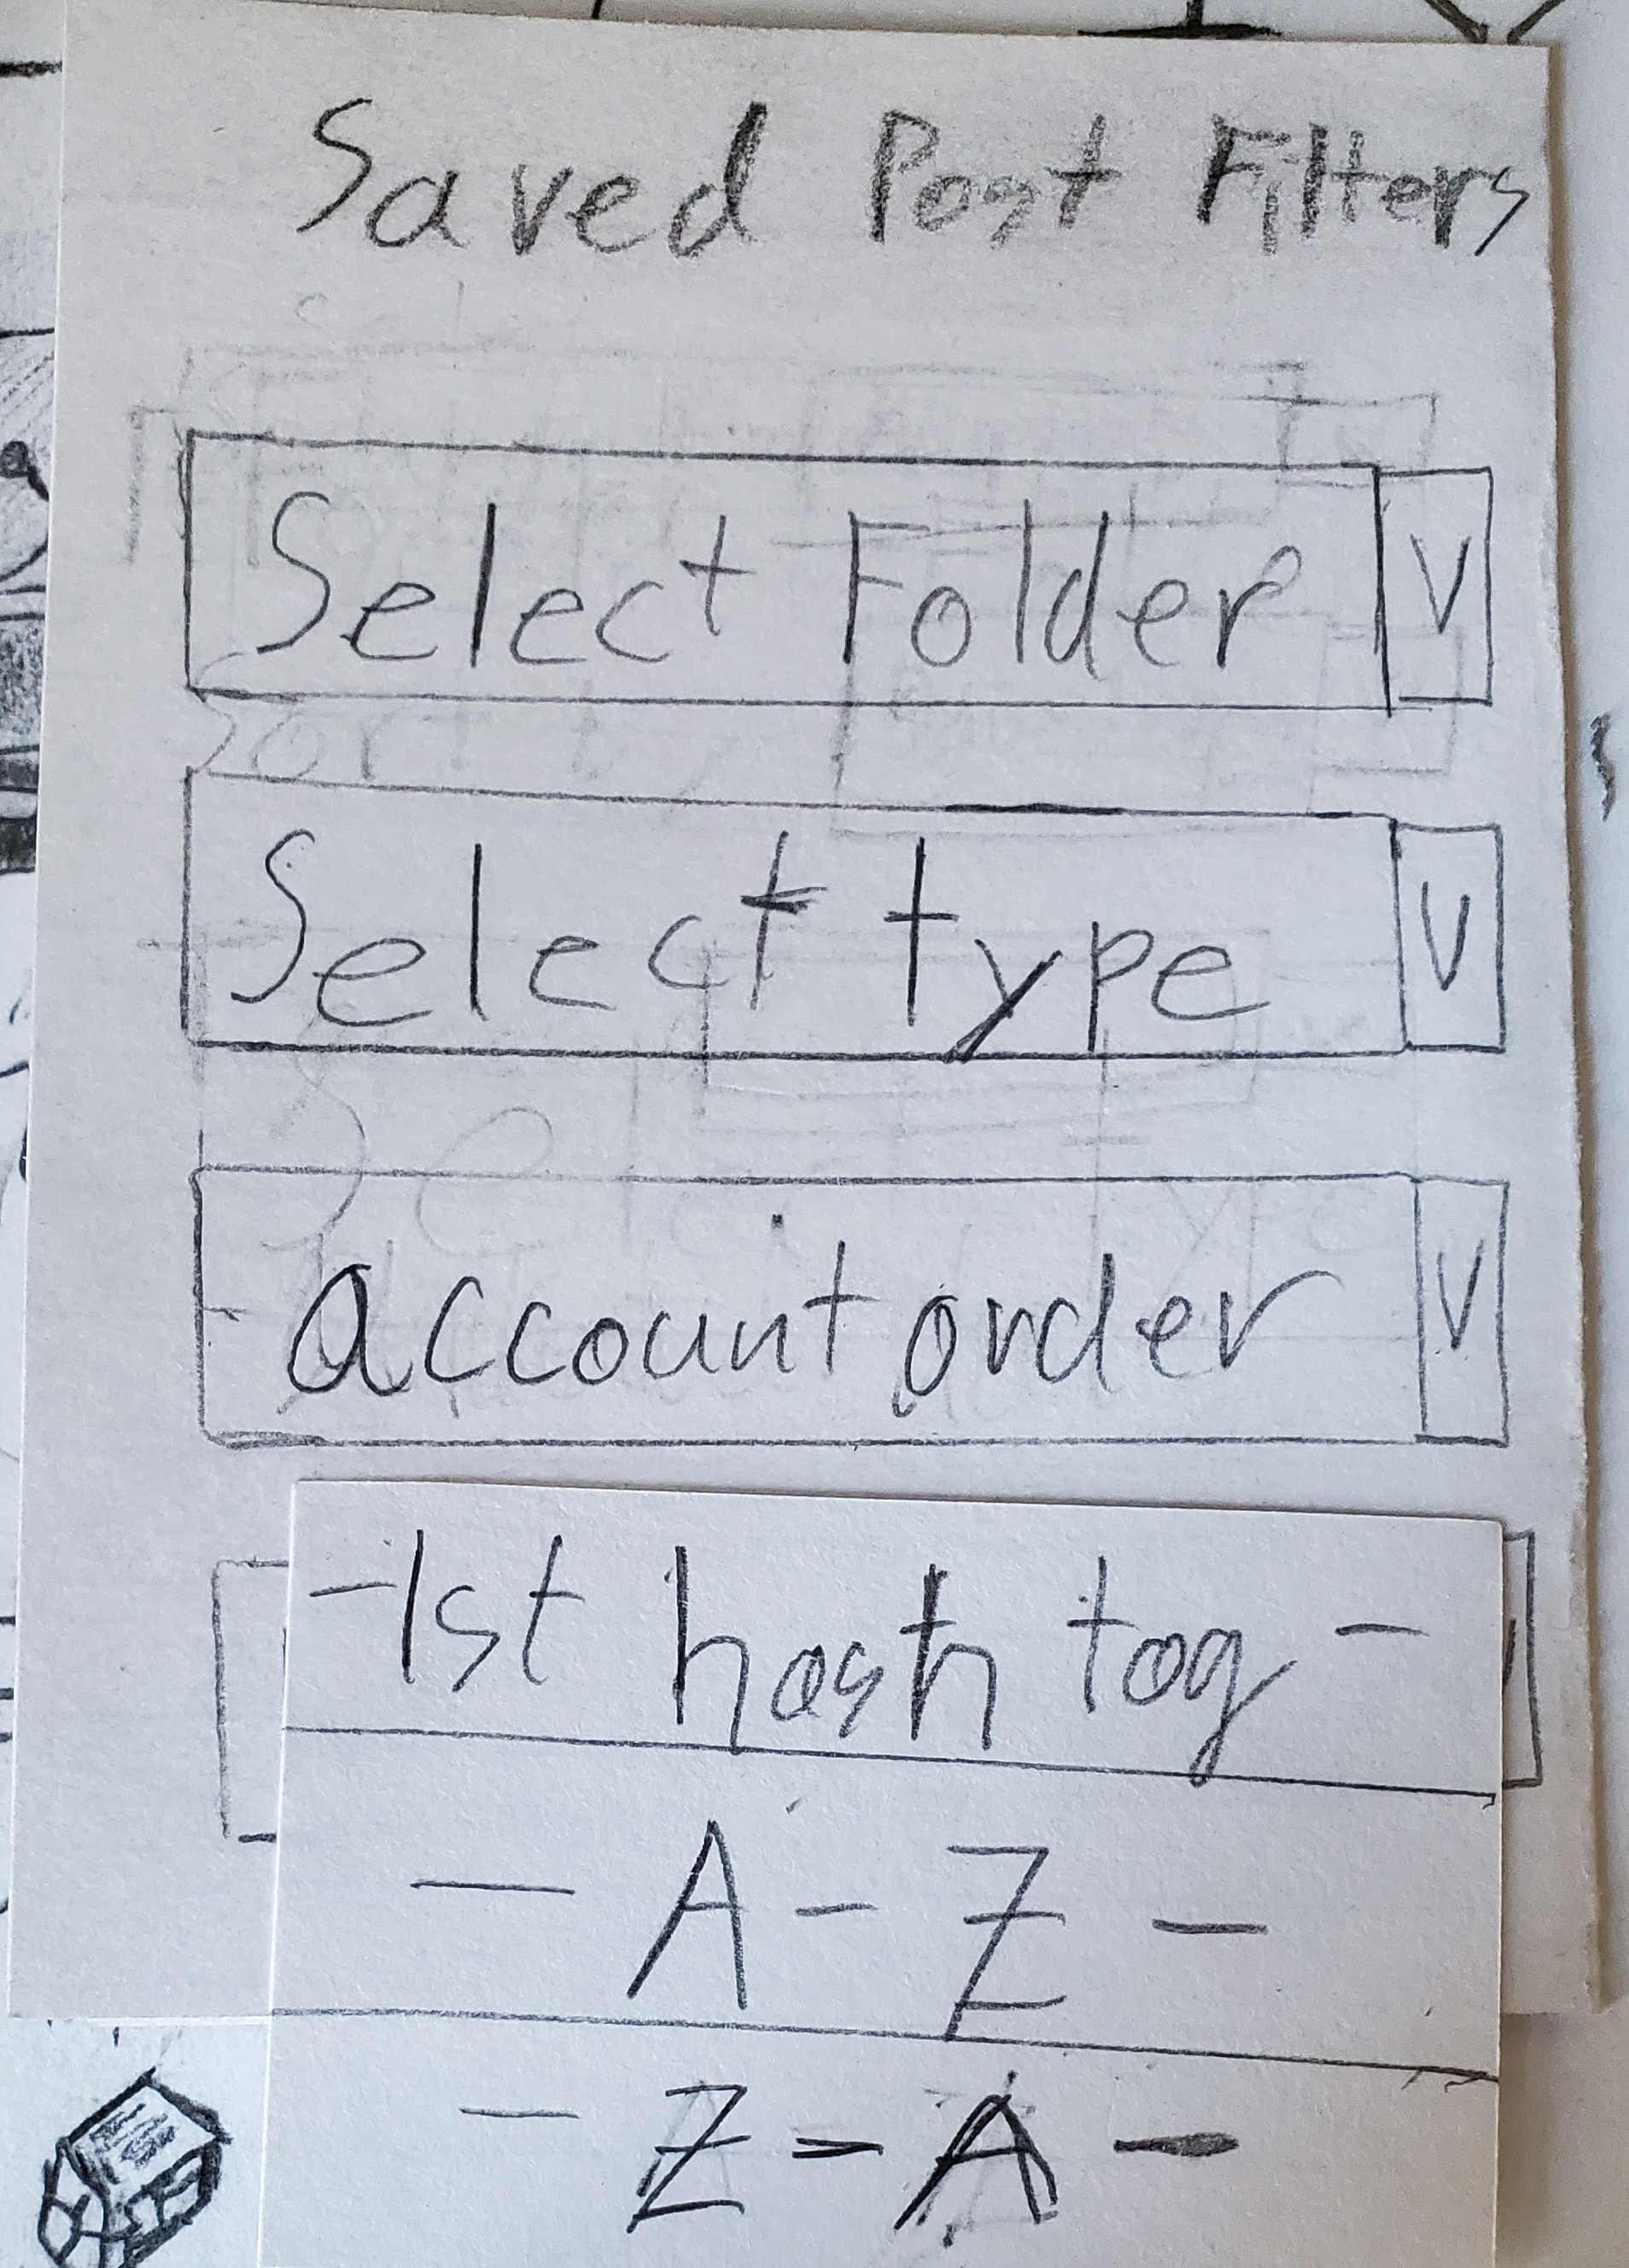 Saved Post Filters
Select Folder V
Select type V
account order V
-1st hash tag -
- A - Z -
- Z - A -